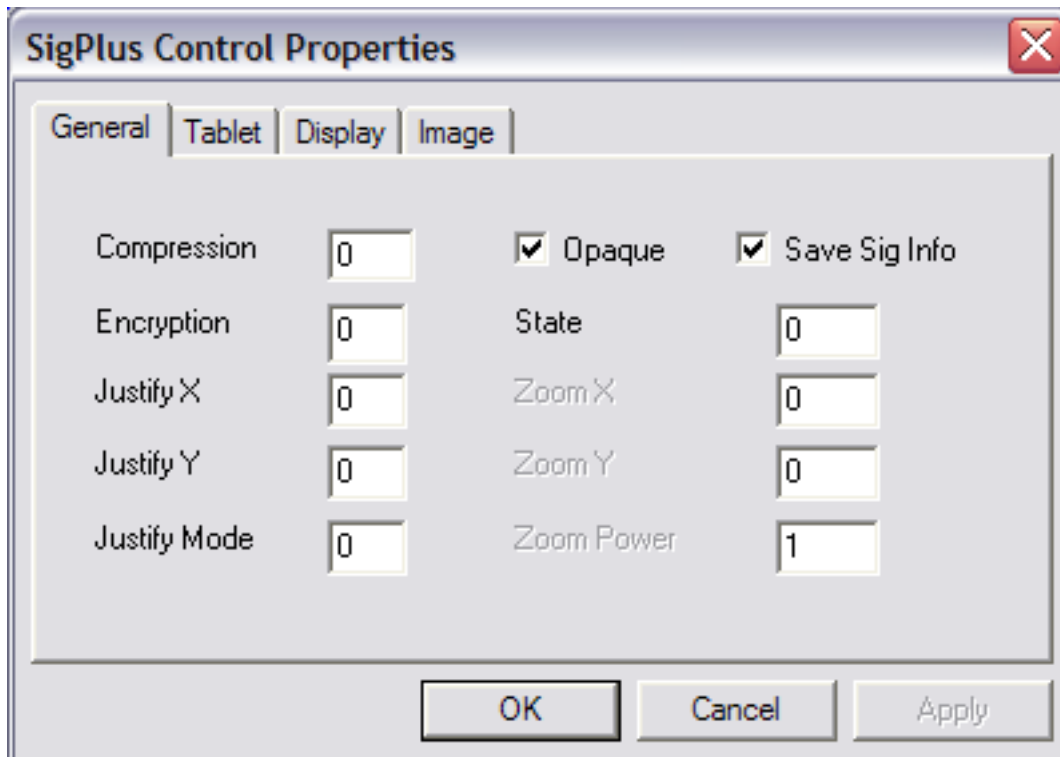 SigPlus Control Properties
General Tablet Display Image
Compression 0 Opaque Save Sig Info
Encryption 0 State 0
Justify X 0 Zoom X 0
Justify Y 0 Zoom Y 0
Justify Mode 0 Zoom Power 1
OK Cancel Apply